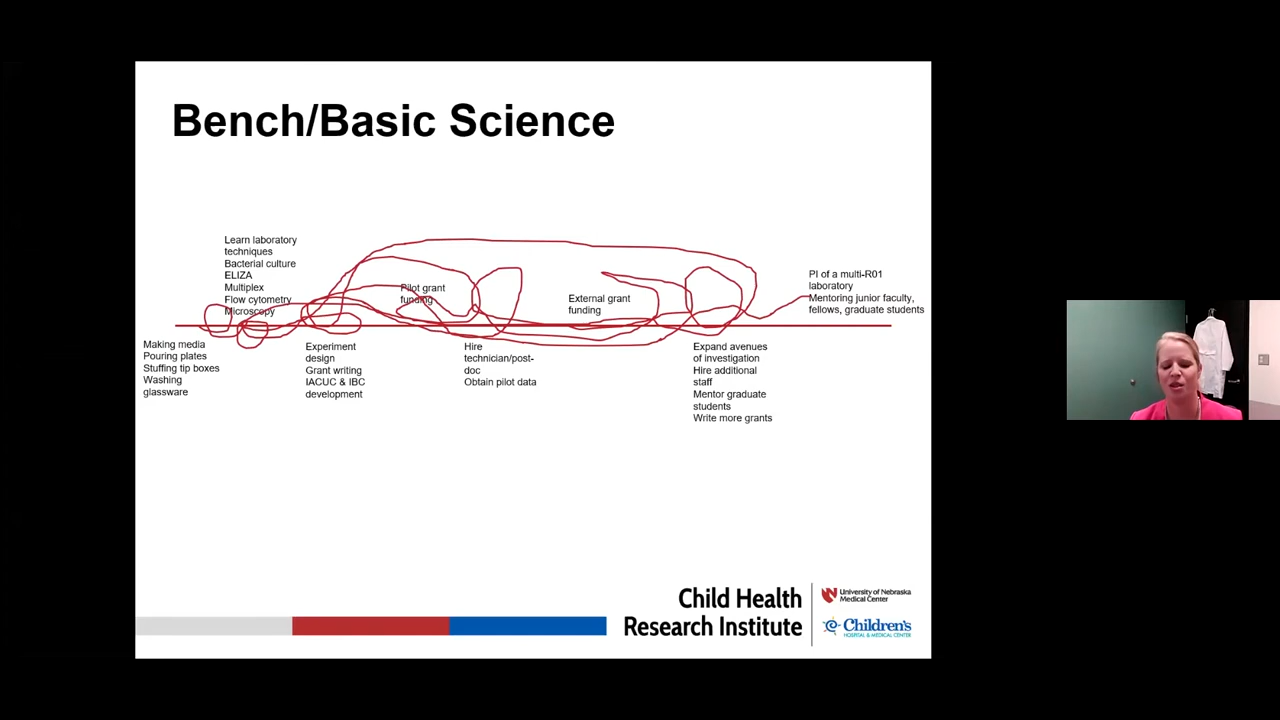 Bench/Basic Science
Learn laboratory
techniques
Bacterial culture
ELIZA
Multiplex
Flow cytometry
Microscopy
Making media
Pouring plates
Stuffing tip boxes
Washing
glassware
Experiment
design
Grant writing
IACUC & IBC
development
Pilot grant
funding
Hire
technician/post-
doc
Obtain pilot data
External grant
funding
Expand avenues
of investigation
Hire additional
staff
Mentor graduate
students
Write more grants
PI of a multi-R01
laboratory
Mentoring junior faculty,
fellows, graduate students
Child Health
Research Institute
University of Nebraska
Medical Center
Children's
HOSPITAL & MEDICAL CENTER